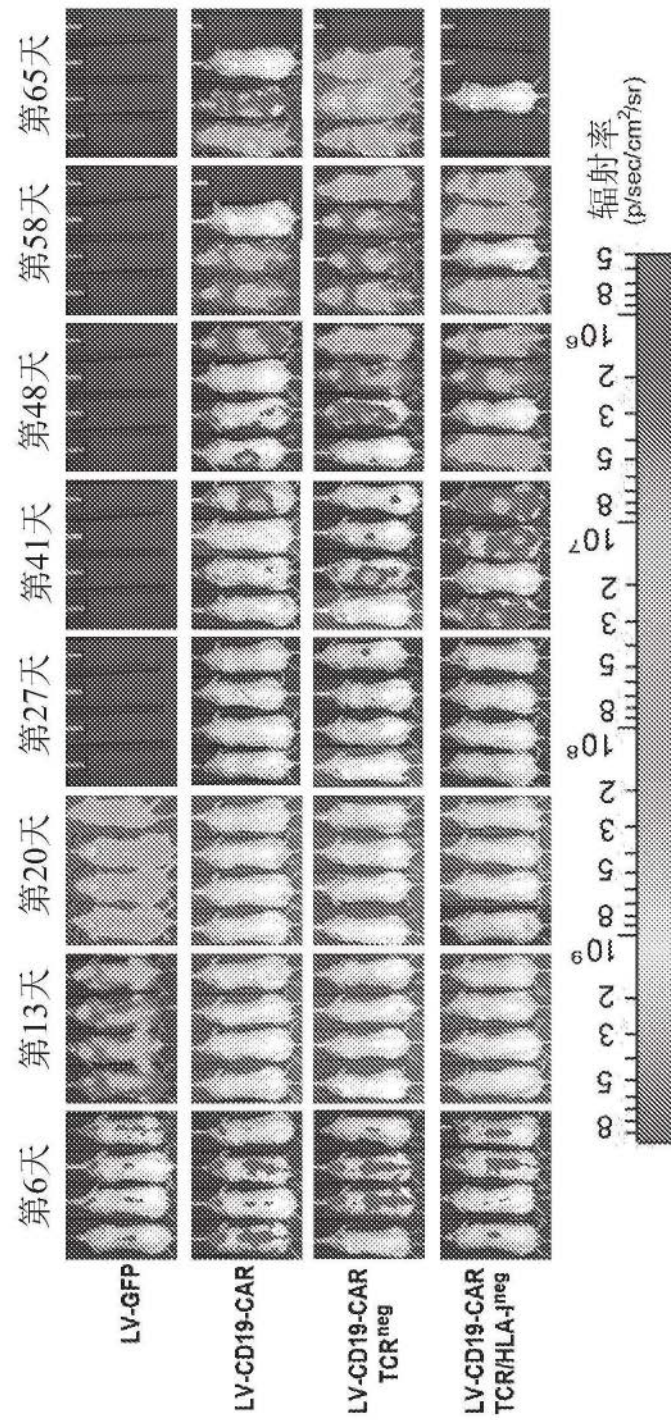 第6天 第13天 第20天 第27天 第41天 第48天 第58天 第65天
LV-GFP
LV-CD19-CAR
LV-CD19-CAR
TCRneg
LV-CD19-CAR
TCR/HLA-Ineg
辐射率
(p/sec/cm²/sr)
8 5 3 2 10⁹ 8 5 3 2 10⁸ 8 5 3 2 10⁷ 8 5 3 2 10⁶ 8 5